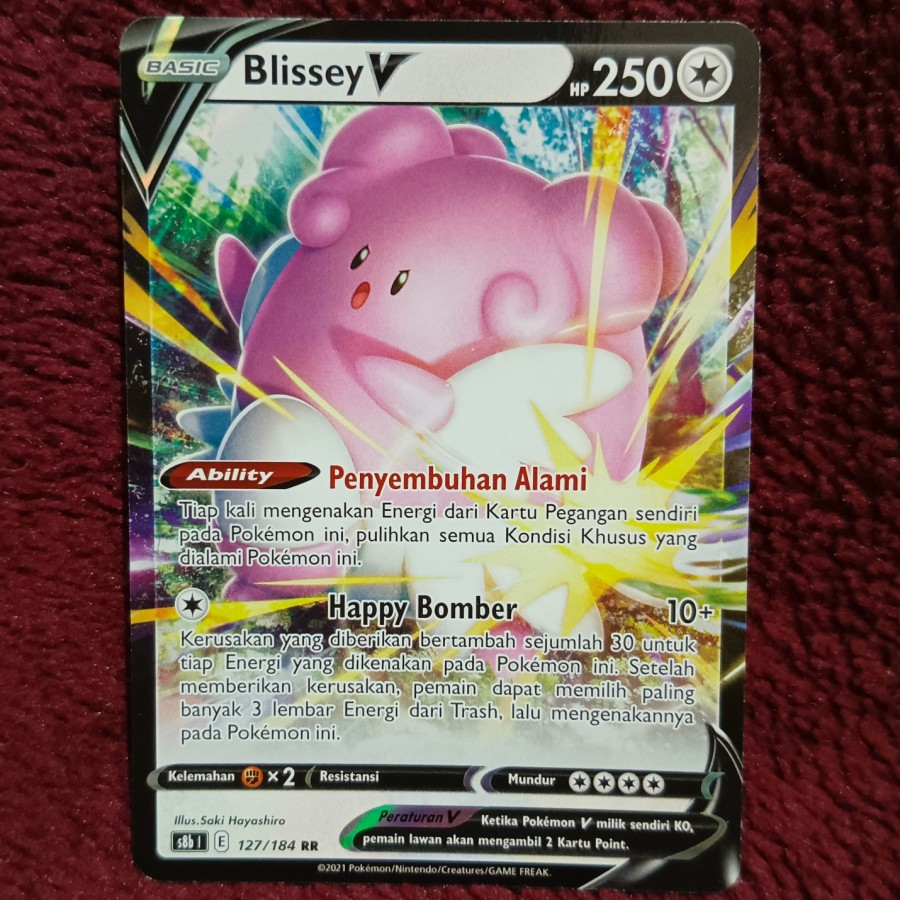 BASIC Blissey V HP 250
Ability Penyembuhan Alami
Tiap kali mengenakan Energi dari Kartu Pegangan sendiri
pada Pokémon ini, pulihkan semua Kondisi Khusus yang
dialami Pokémon ini.
Happy Bomber 10+
Kerusakan yang diberikan bertambah sejumlah 30 untuk
tiap Energi yang dikenakan pada Pokémon ini. Setelah
memberikan kerusakan, pemain dapat memilih paling
banyak 3 lembar Energi dari Trash, lalu mengenakannya
pada Pokémon ini.
Kelemahan ×2 Resistansi Mundur
Illus.Saki Hayashiro
Peraturan V Ketika Pokémon V milik sendiri KO,
pemain lawan akan mengambil 2 Kartu Point.
s8b I E 127/184 RR
©2021 Pokémon/Nintendo/Creatures/GAME FREAK.